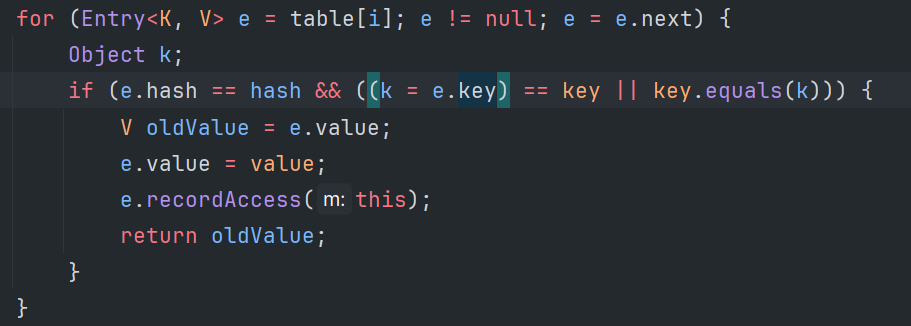 for (Entry<K, V> e = table[i]; e != null; e = e.next) {
Object k;
if (e.hash == hash && ((k = e.key) == key || key.equals(k))) {
V oldValue = e.value;
e.value = value;
e.recordAccess( m: this);
return oldValue;
}
}